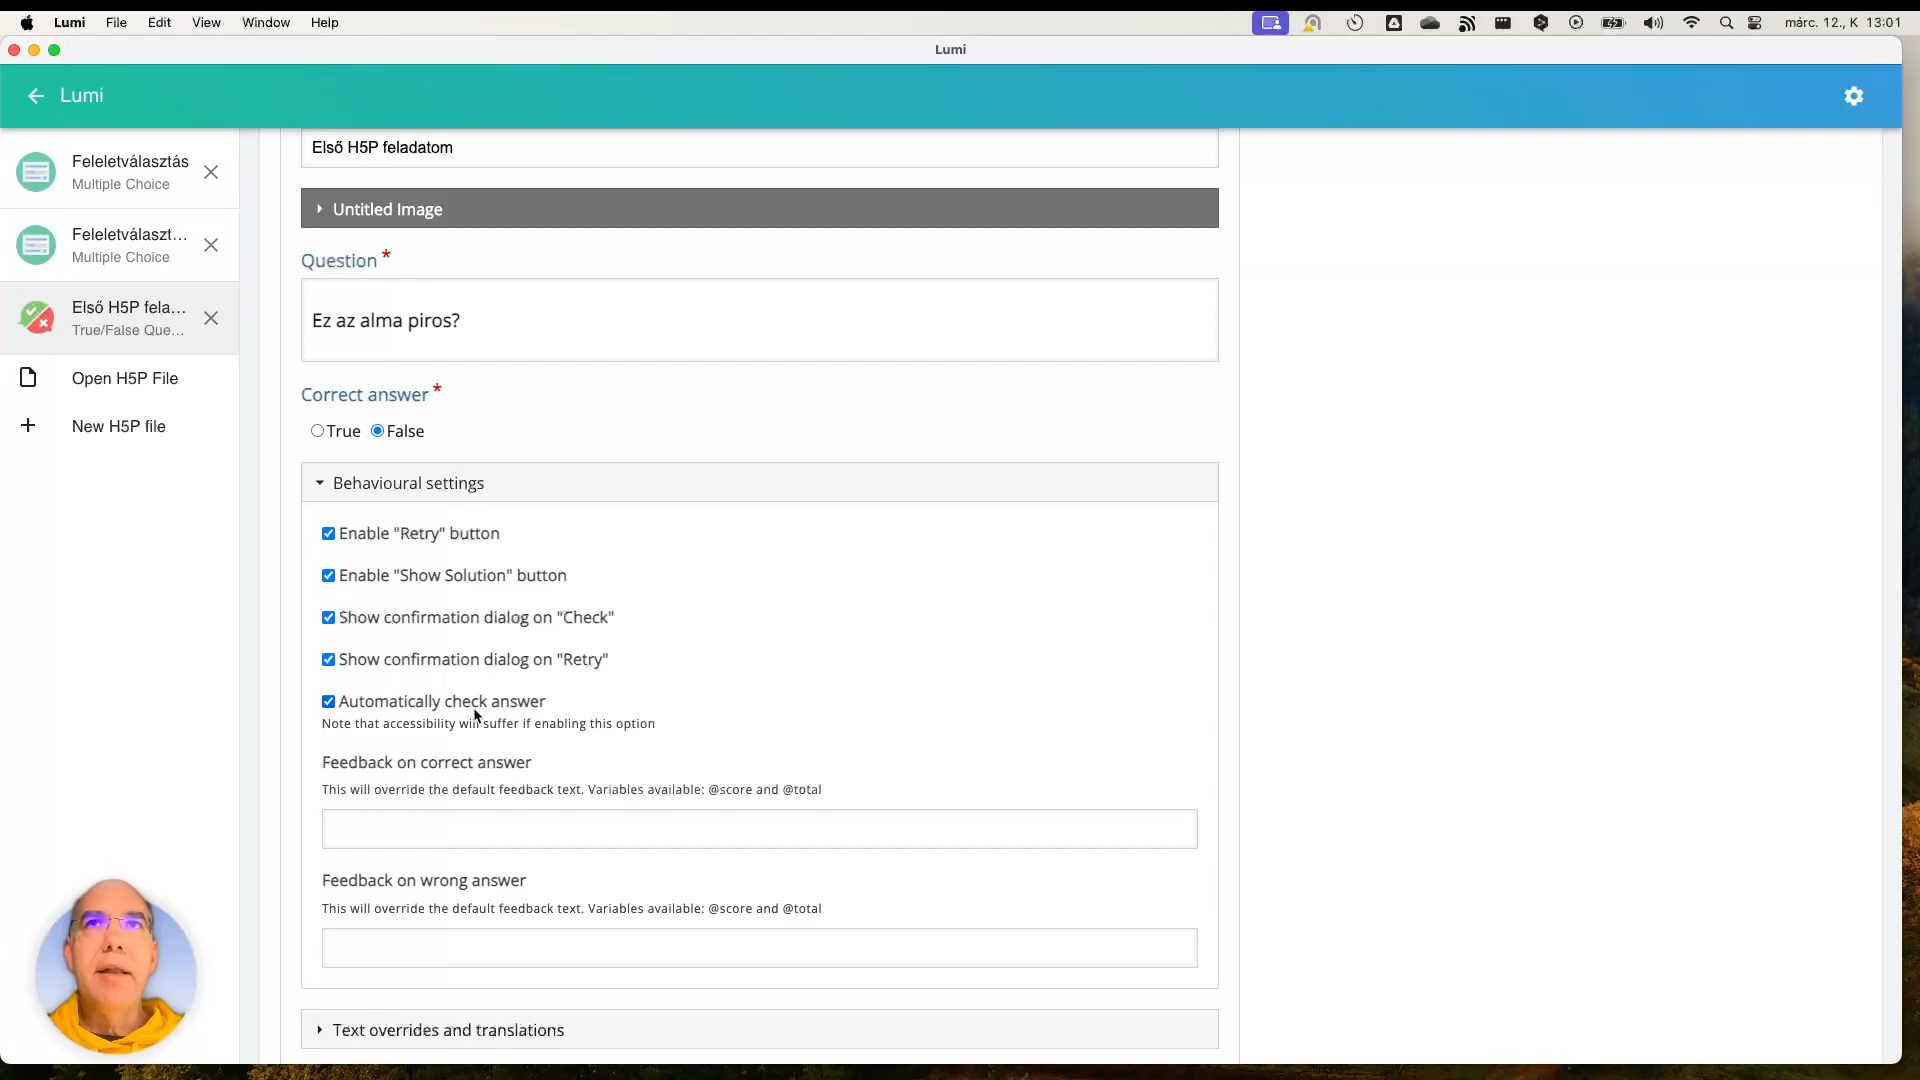 Lumi File Edit View Window Help márc. 12., K 13:01
Lumi
Lumi
Feleletválasztás
Multiple Choice
Feleletválaszt...
Multiple Choice
Első H5P fela...
True/False Que...
Open H5P File
New H5P file
Első H5P feladatom
Untitled Image
Question *
Ez az alma piros?
Correct answer *
True False
Behavioural settings
Enable "Retry" button
Enable "Show Solution" button
Show confirmation dialog on "Check"
Show confirmation dialog on "Retry"
Automatically check answer
Note that accessibility will suffer if enabling this option
Feedback on correct answer
This will override the default feedback text. Variables available: @score and @total
Feedback on wrong answer
This will override the default feedback text. Variables available: @score and @total
Text overrides and translations